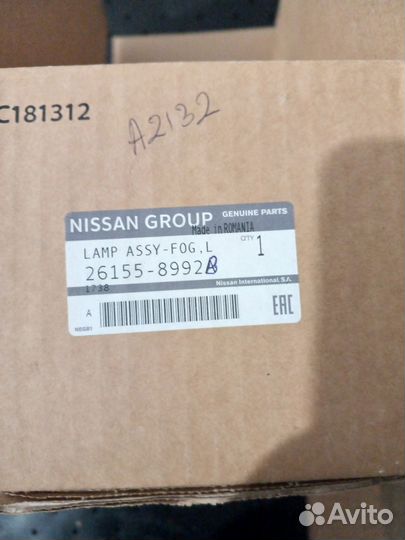 C181312
A2132
NISSAN GROUP GENUINE PARTS
Made in ROMANIA
LAMP ASSY-FOG,L QTY 1
26155-8992B
1738
A
NEGB1
Nissan International, S.A.
EAC
Avito